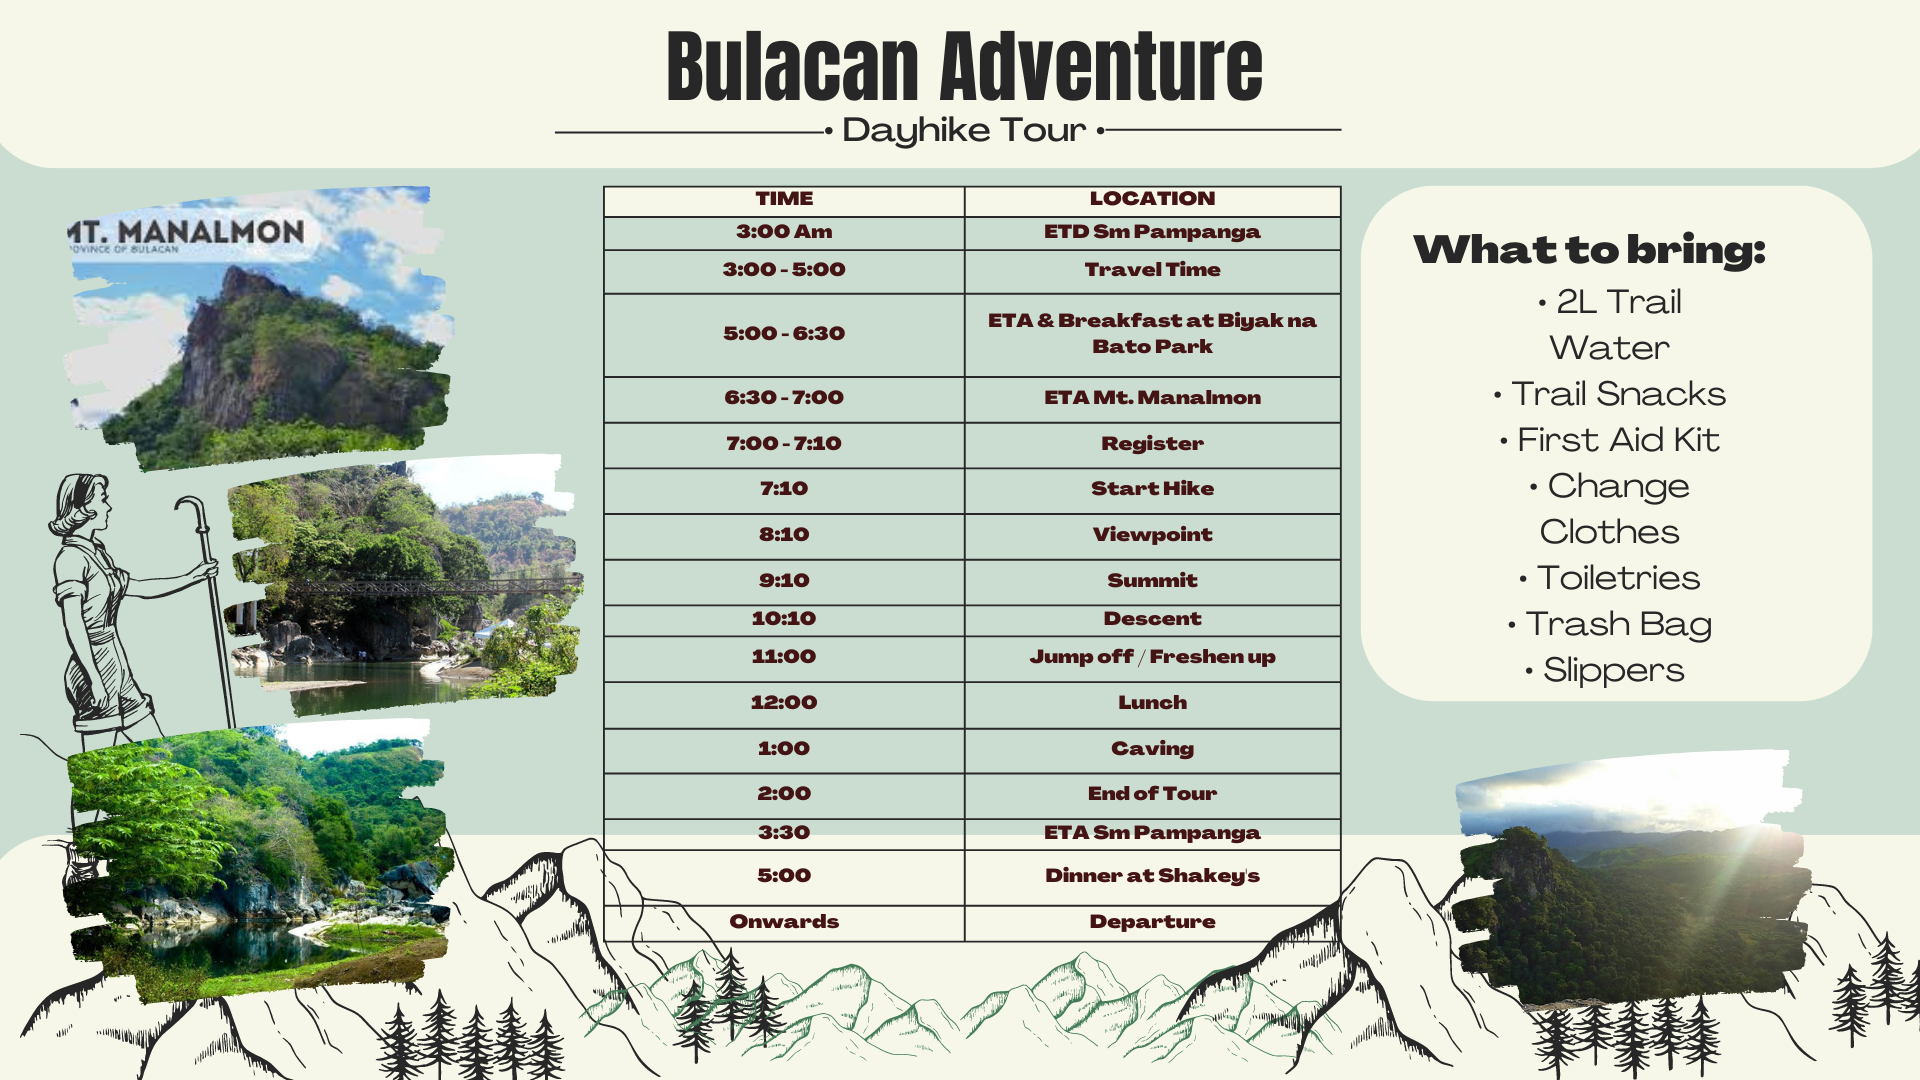 Bulacan Adventure
• Dayhike Tour •
MT. MANALMON
PROVINCE OF BULACAN
TIME LOCATION
3:00 Am ETD Sm Pampanga
3:00 - 5:00 Travel Time
5:00 - 6:30 ETA & Breakfast at Biyak na
Bato Park
6:30 - 7:00 ETA Mt. Manalmon
7:00 - 7:10 Register
7:10 Start Hike
8:10 Viewpoint
9:10 Summit
10:10 Descent
11:00 Jump off / Freshen up
12:00 Lunch
1:00 Caving
2:00 End of Tour
3:30 ETA Sm Pampanga
5:00 Dinner at Shakey's
Onwards Departure
What to bring:
• 2L Trail
Water
• Trail Snacks
• First Aid Kit
• Change
Clothes
• Toiletries
• Trash Bag
• Slippers